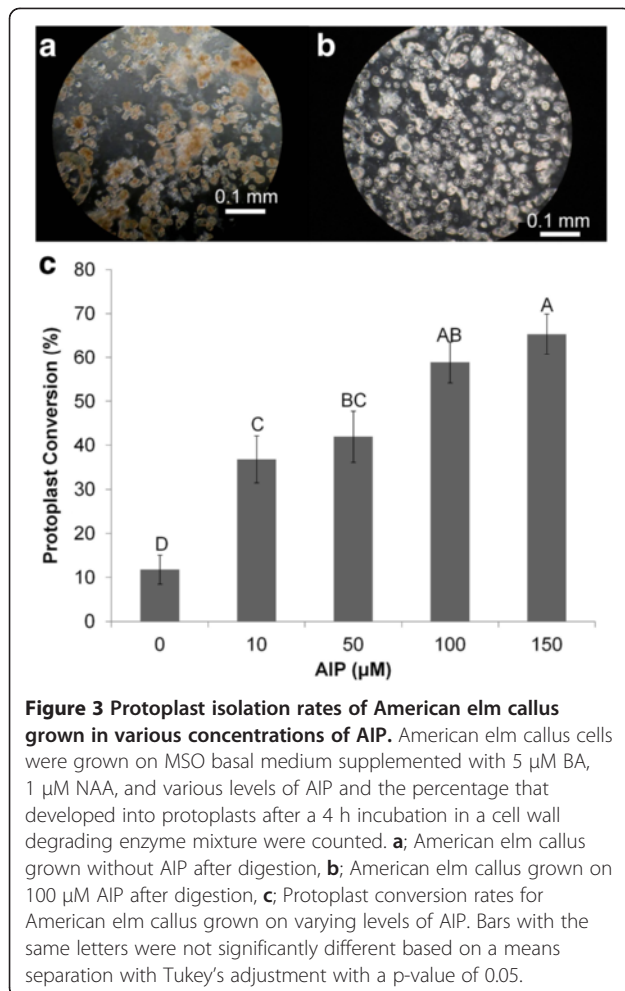 a
b
0.1 mm
0.1 mm
c
80
70
60
50
40
30
20
10
0
Protoplast Conversion (%)
D
C
BC
AB
A
0 10 50 100 150
AIP (µM)
Figure 3 Protoplast isolation rates of American elm callus
grown in various concentrations of AIP. American elm callus cells
were grown on MSO basal medium supplemented with 5 µM BA,
1 µM NAA, and various levels of AIP and the percentage that
developed into protoplasts after a 4 h incubation in a cell wall
degrading enzyme mixture were counted. a; American elm callus
grown without AIP after digestion, b; American elm callus grown on
100 µM AIP after digestion, c; Protoplast conversion rates for
American elm callus grown on varying levels of AIP. Bars with the
same letters were not significantly different based on a means
separation with Tukey's adjustment with a p-value of 0.05.